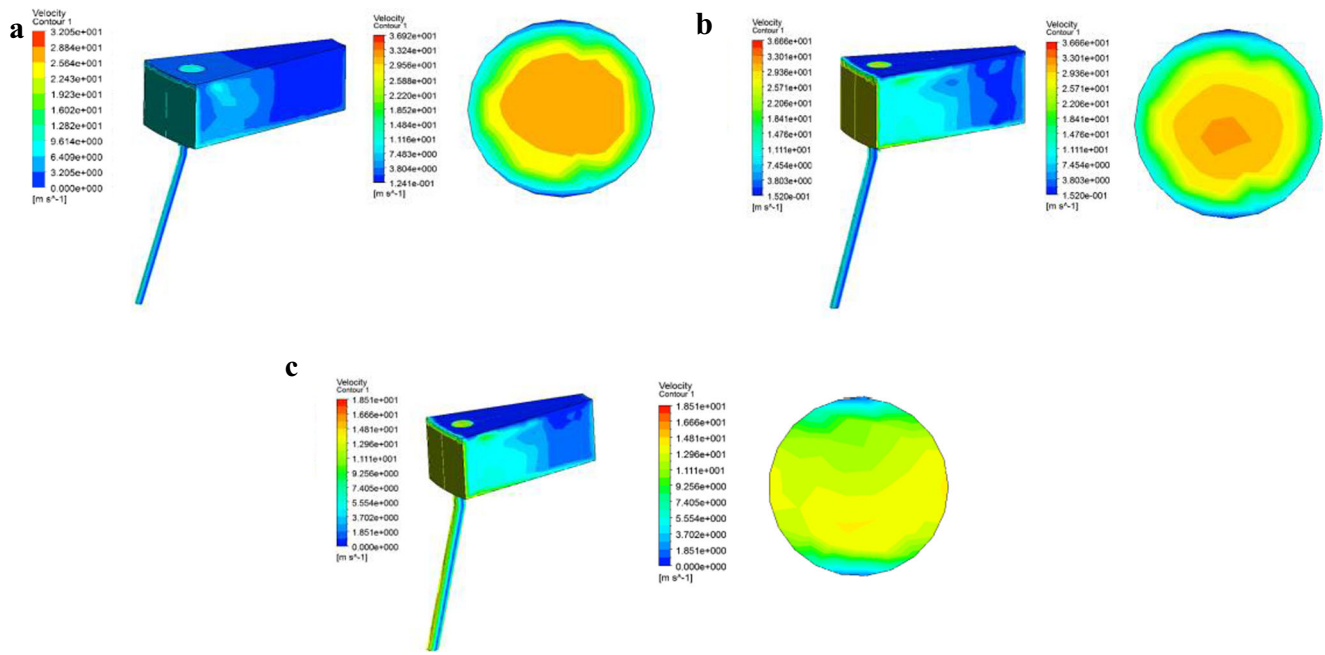 a
Velocity
Contour 1
3.205e+001
2.884e+001
2.564e+001
2.243e+001
1.923e+001
1.602e+001
1.282e+001
9.614e+000
6.409e+000
3.205e+000
0.000e+000
[m s^-1]
Velocity
Contour 1
3.692e+001
3.324e+001
2.956e+001
2.588e+001
2.220e+001
1.852e+001
1.484e+001
1.116e+001
7.483e+000
3.804e+000
1.241e-001
[m s^-1]
b
Velocity
Contour 1
3.666e+001
3.301e+001
2.936e+001
2.571e+001
2.206e+001
1.841e+001
1.476e+001
1.111e+001
7.454e+000
3.803e+000
1.520e-001
[m s^-1]
Velocity
Contour 1
3.666e+001
3.301e+001
2.936e+001
2.571e+001
2.206e+001
1.841e+001
1.476e+001
1.111e+001
7.454e+000
3.803e+000
1.520e-001
[m s^-1]
c
Velocity
Contour 1
1.851e+001
1.666e+001
1.481e+001
1.296e+001
1.111e+001
9.256e+000
7.405e+000
5.554e+000
3.702e+000
1.851e+000
0.000e+000
[m s^-1]
Velocity
Contour 1
1.851e+001
1.666e+001
1.481e+001
1.296e+001
1.111e+001
9.256e+000
7.405e+000
5.554e+000
3.702e+000
1.851e+000
0.000e+000
[m s^-1]